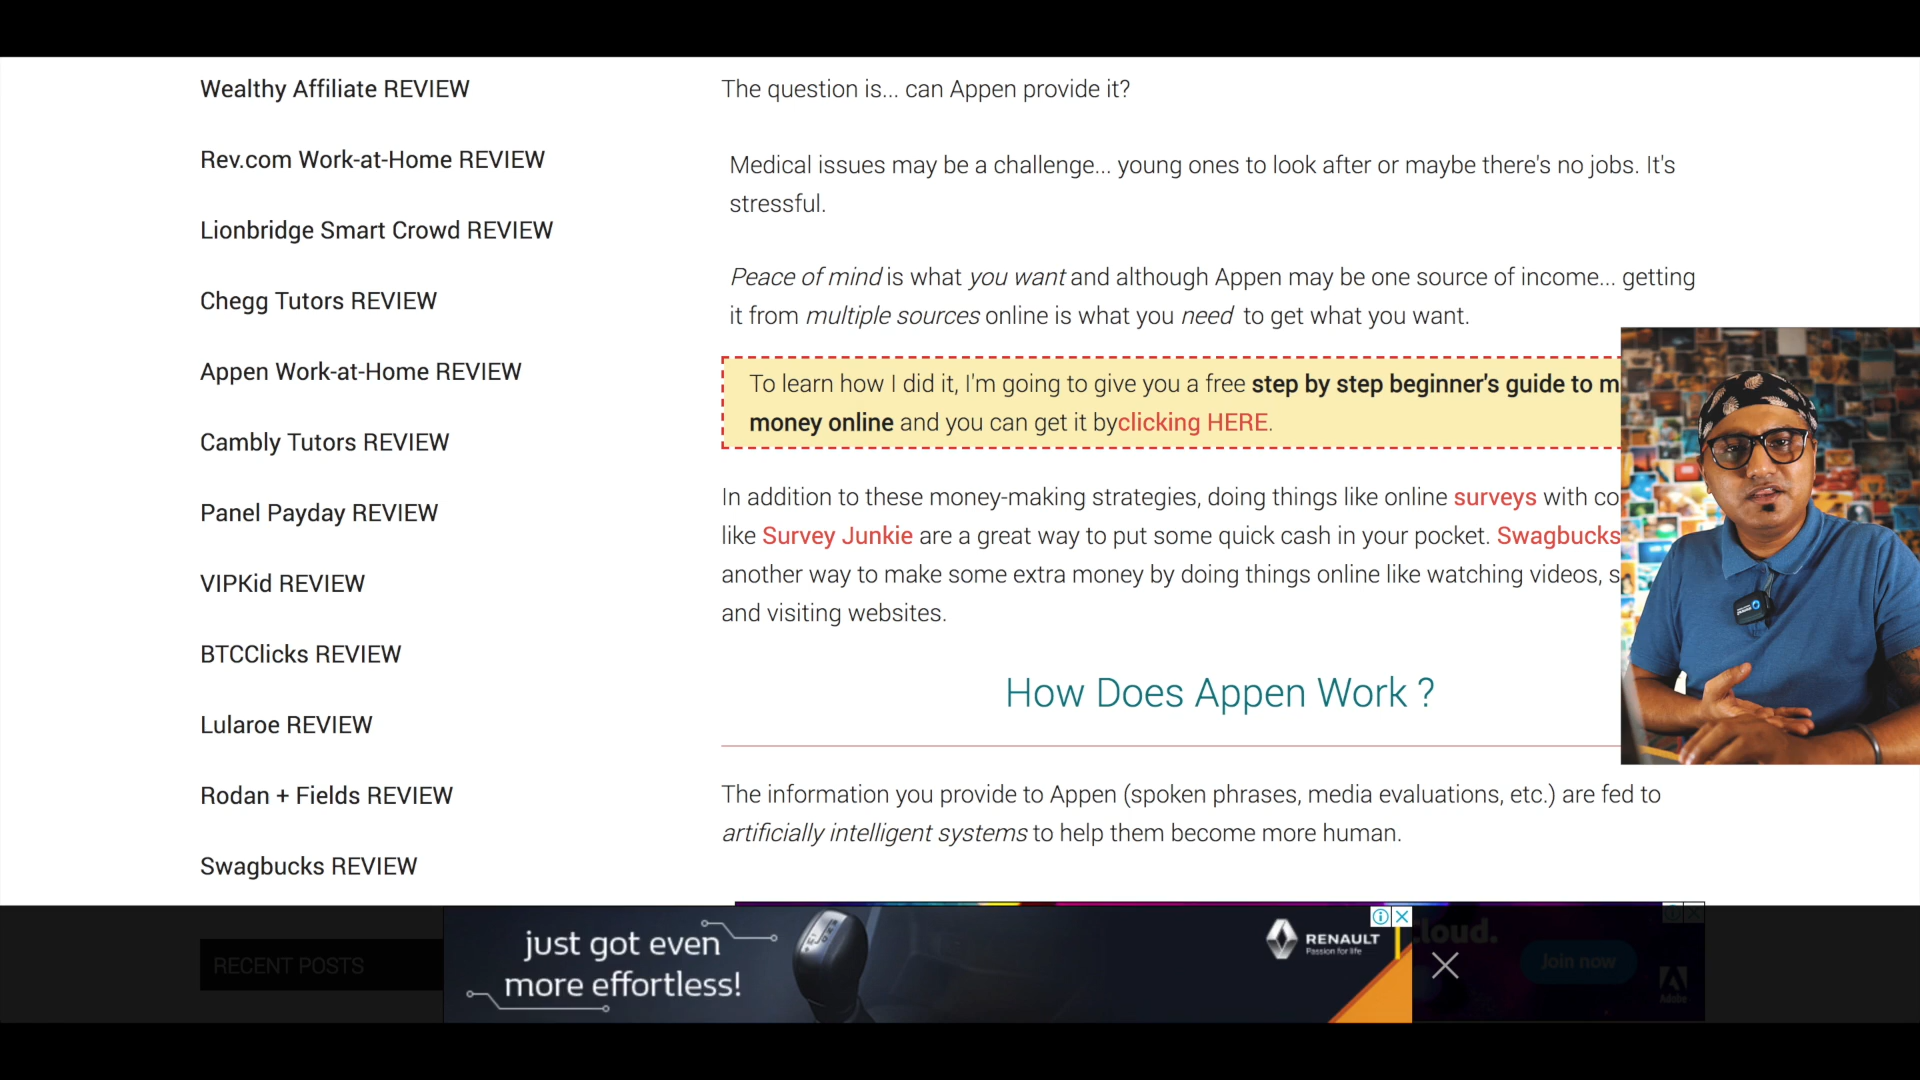 Wealthy Affiliate REVIEW
Rev.com Work-at-Home REVIEW
Lionbridge Smart Crowd REVIEW
Chegg Tutors REVIEW
Appen Work-at-Home REVIEW
Cambly Tutors REVIEW
Panel Payday REVIEW
VIPKid REVIEW
BTCClicks REVIEW
Lularoe REVIEW
Rodan + Fields REVIEW
Swagbucks REVIEW
RECENT POSTS
The question is... can Appen provide it?
Medical issues may be a challenge... young ones to look after or maybe there's no jobs. It's
stressful.
Peace of mind is what you want and although Appen may be one source of income... getting
it from multiple sources online is what you need to get what you want.
To learn how I did it, I'm going to give you a free step by step beginner's guide to m
money online and you can get it byclicking HERE.
In addition to these money-making strategies, doing things like online surveys with co
like Survey Junkie are a great way to put some quick cash in your pocket. Swagbucks
another way to make some extra money by doing things online like watching videos, s
and visiting websites.
How Does Appen Work ?
The information you provide to Appen (spoken phrases, media evaluations, etc.) are fed to
artificially intelligent systems to help them become more human.
just got even
more effortless!
RENAULT
Passion for life
loud.
Join now
Adobe